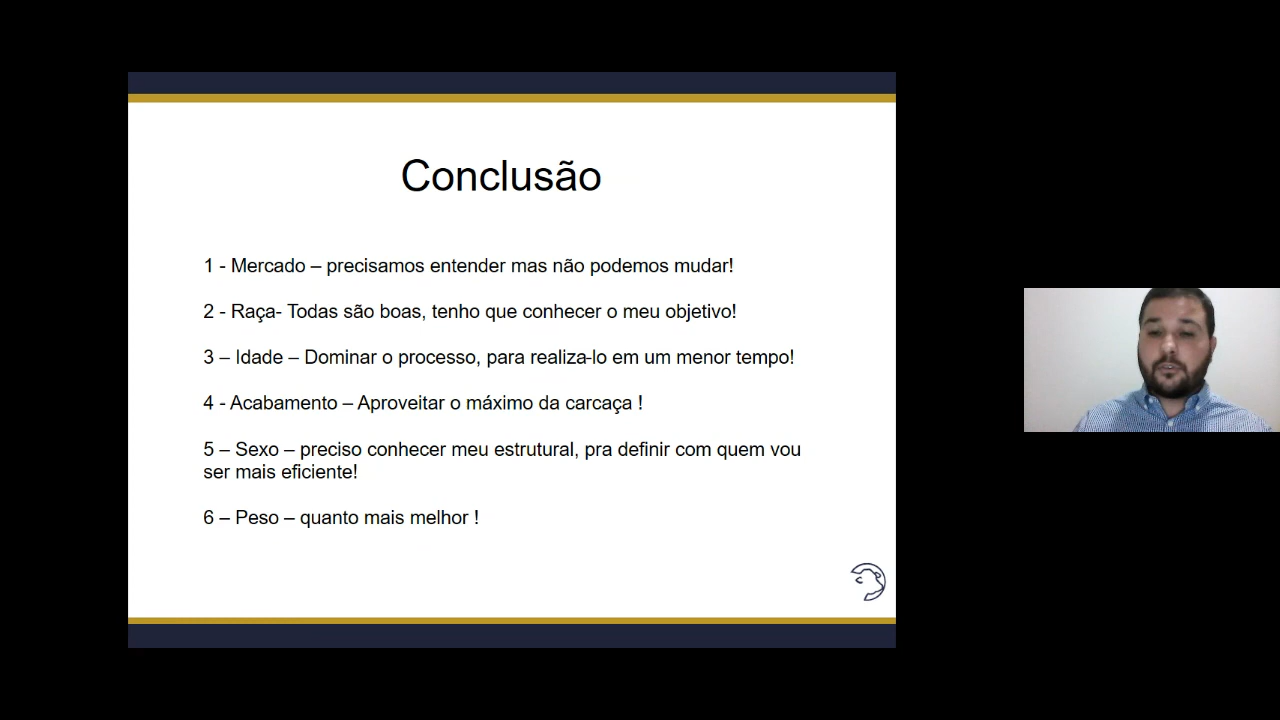 Conclusão
1 - Mercado – precisamos entender mas não podemos mudar!
2 - Raça- Todas são boas, tenho que conhecer o meu objetivo!
3 – Idade – Dominar o processo, para realiza-lo em um menor tempo!
4 - Acabamento – Aproveitar o máximo da carcaça !
5 – Sexo – preciso conhecer meu estrutural, pra definir com quem vou
ser mais eficiente!
6 – Peso – quanto mais melhor !